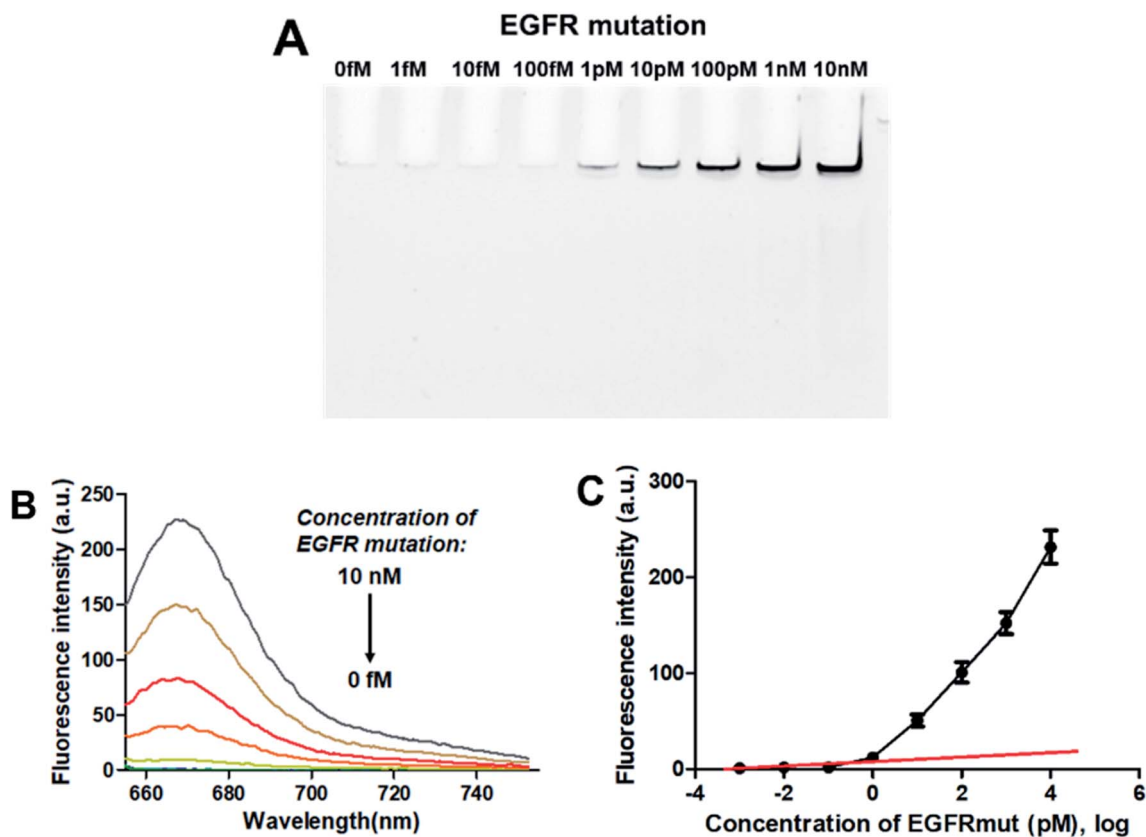 A
EGFR mutation
0fM 1fM 10fM 100fM 1pM 10pM 100pM 1nM 10nM
B
Fluorescence intensity (a.u.)
250
200
150
100
50
0
660 680 700 720 740
Wavelength(nm)
Concentration of
EGFR mutation:
10 nM
0 fM
C
Fluorescence intensity (a.u.)
300
200
100
0
-4 -2 0 2 4 6
Concentration of EGFRmut (pM), log